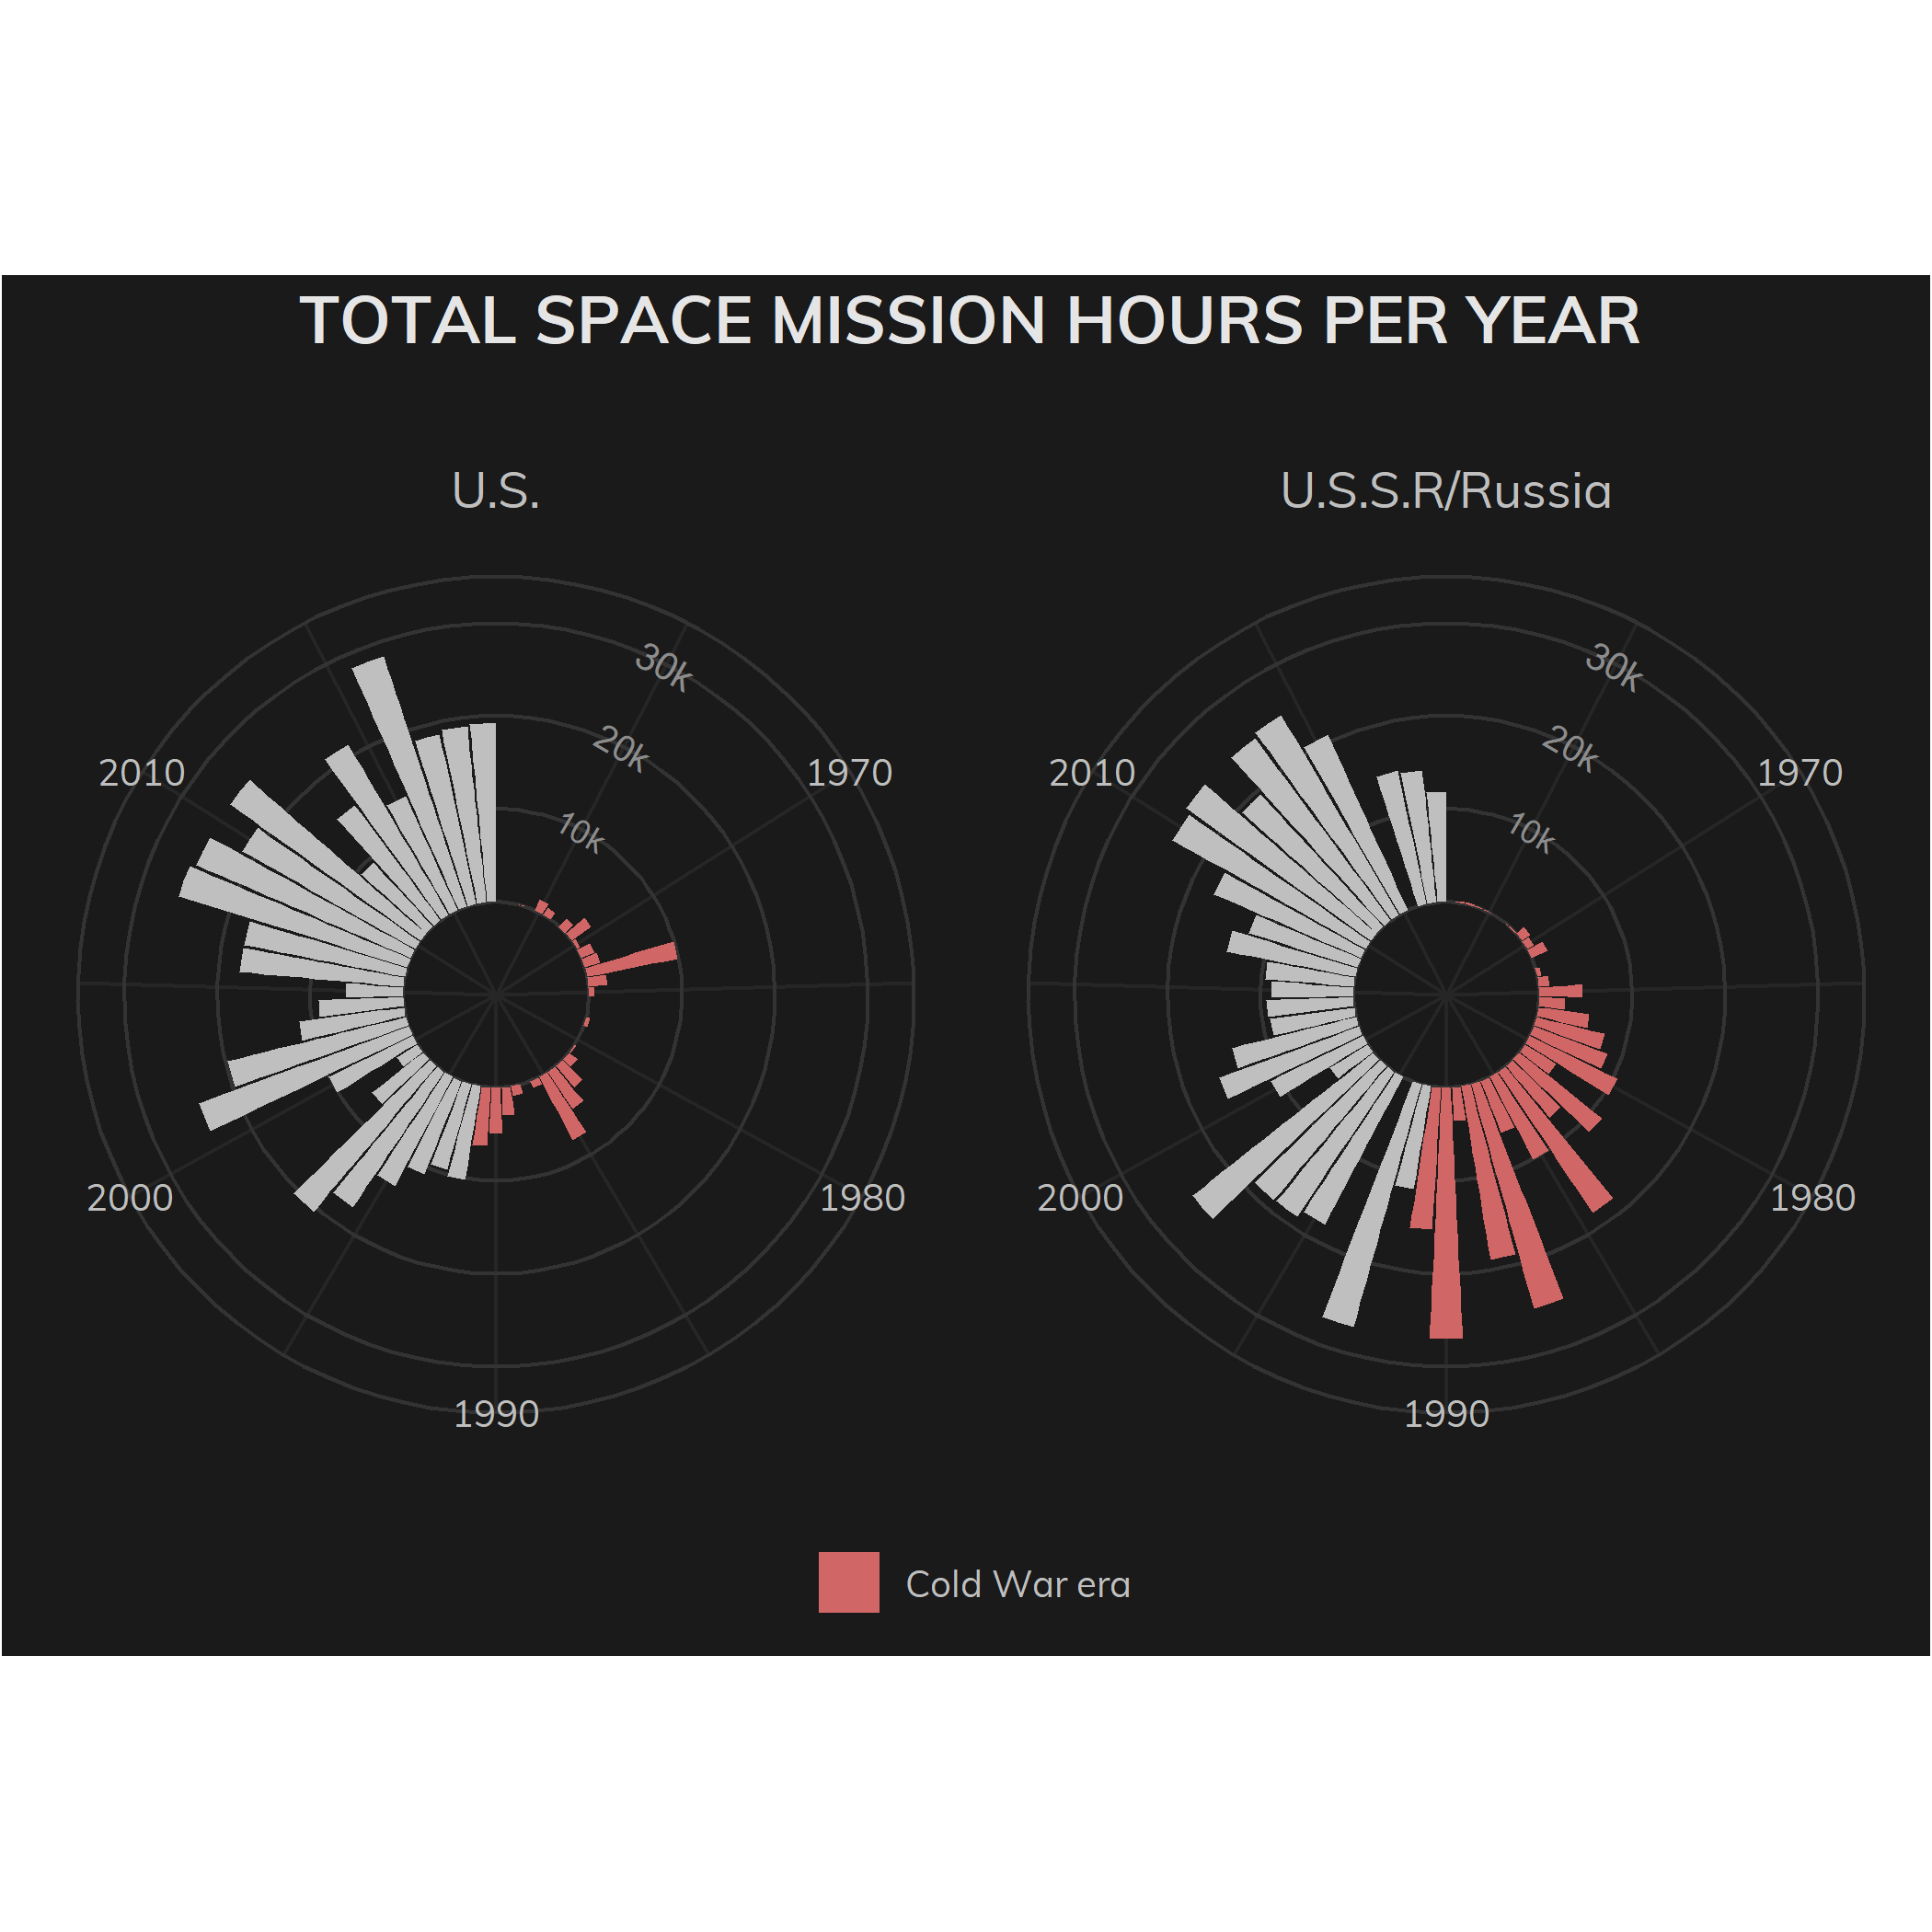 TOTAL SPACE MISSION HOURS PER YEAR
U.S.
30k
20k
10k
2010
1970
2000
1980
1990
U.S.S.R/Russia
30k
20k
10k
2010
1970
2000
1980
1990
Cold War era